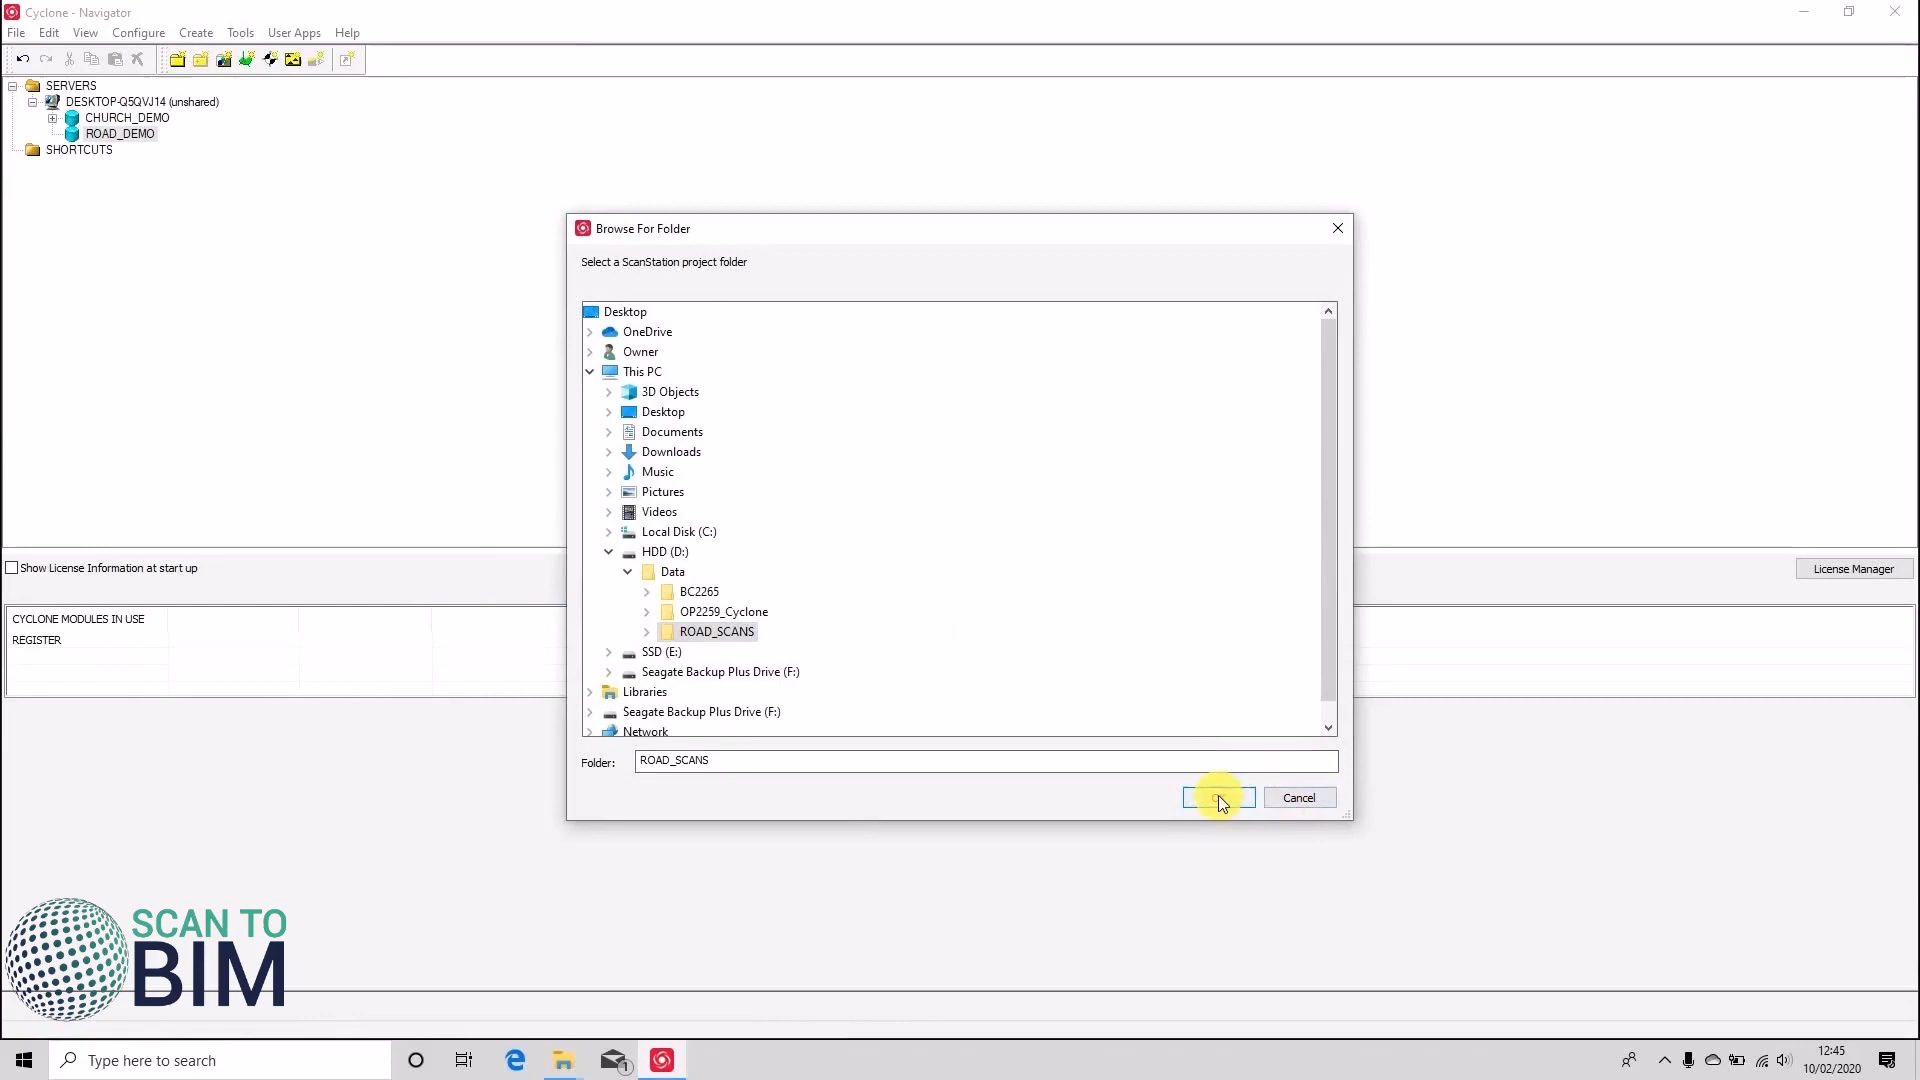 Cyclone - Navigator
File Edit View Configure Create Tools User Apps Help
SERVERS
DESKTOP-Q5QVJ14 (unshared)
CHURCH_DEMO
ROAD_DEMO
SHORTCUTS
Browse For Folder
Select a ScanStation project folder
Desktop
OneDrive
Owner
This PC
3D Objects
Desktop
Documents
Downloads
Music
Pictures
Videos
Local Disk (C:)
HDD (D:)
Data
BC2265
OP2259_Cyclone
ROAD_SCANS
SSD (E:)
Seagate Backup Plus Drive (F:)
Libraries
Seagate Backup Plus Drive (F:)
Network
Folder: ROAD_SCANS
Cancel
Show License Information at start up
License Manager
CYCLONE MODULES IN USE
REGISTER
SCAN TO
BIM
Type here to search
1
12:45
10/02/2020